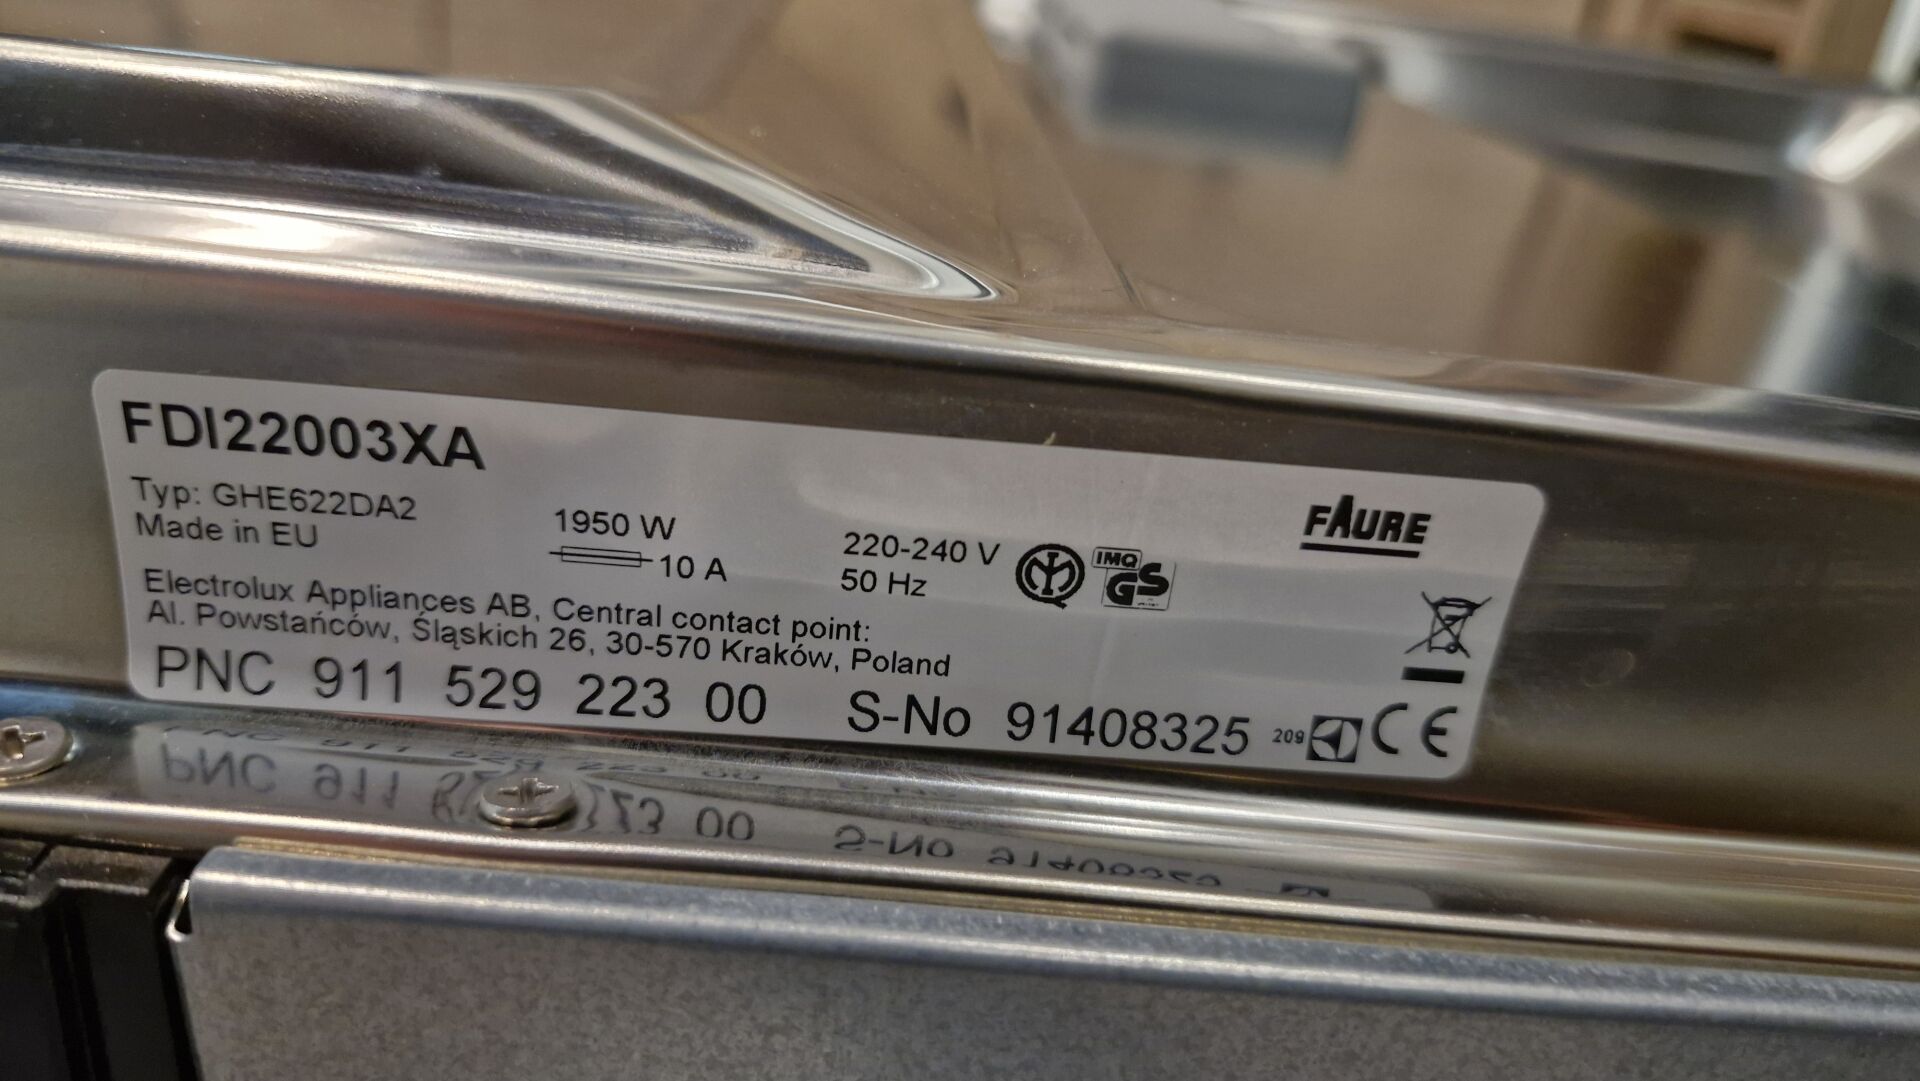 FDI22003XA
Typ: GHE622DA2
Made in EU
1950 W
10 A
220-240 V
50 Hz
IMQ
GS
FAURE
Electrolux Appliances AB, Central contact point:
Al. Powstańców, Śląskich 26, 30-570 Kraków, Poland
PNC 911 529 223 00 S-No 91408325 209 CE